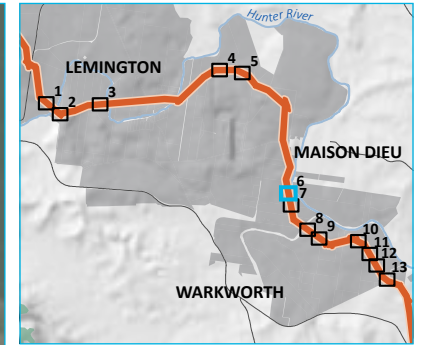 Hunter River
LEMINGTON
4 5
1 2 3
MAISON DIEU
6
7
8 9 10
11
12
13
WARKWORTH